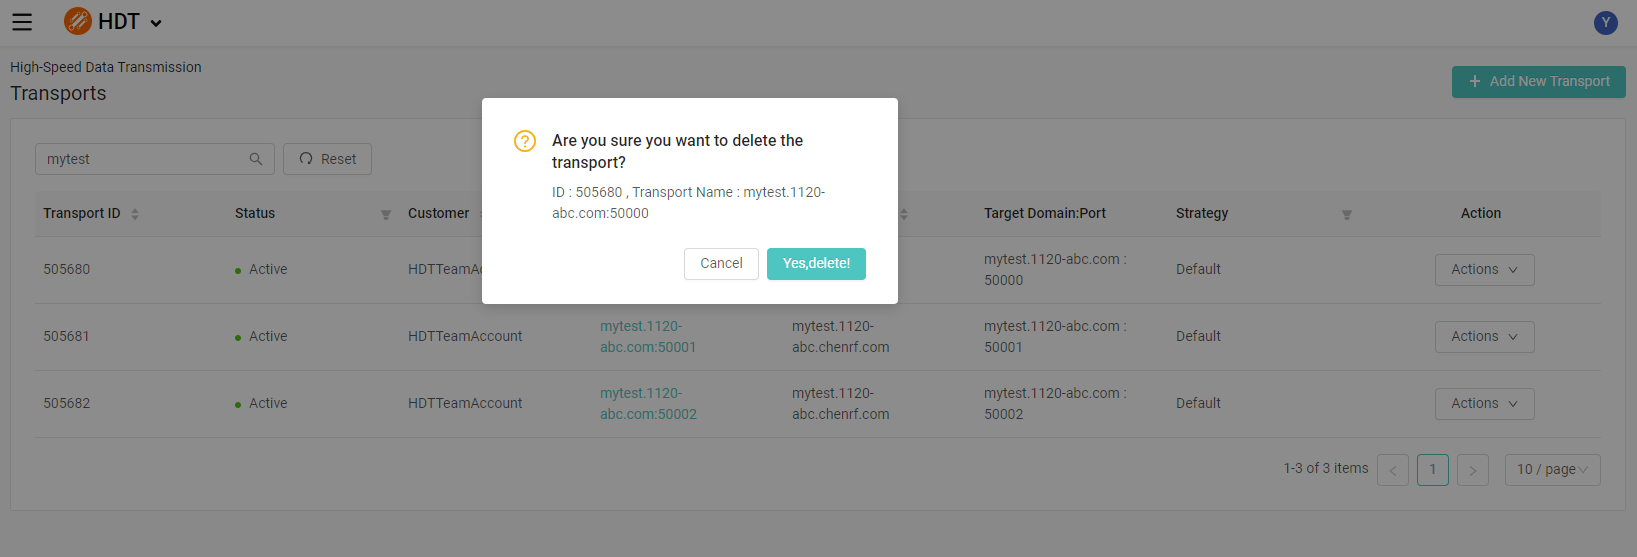 HDT
Y
High-Speed Data Transmission
Transports
+ Add New Transport
Are you sure you want to delete the
transport?
ID : 505680 , Transport Name : mytest.1120-
abc.com:50000
Cancel
Yes,delete!
mytest
Reset
Transport ID
Status
Customer
Target Domain:Port
Strategy
Action
505680
Active
HDTTeamAc
mytest.1120-abc.com :
50000
Default
Actions
505681
Active
HDTTeamAccount
mytest.1120-
abc.com:50001
mytest.1120-
abc.chenrf.com
mytest.1120-abc.com :
50001
Default
Actions
505682
Active
HDTTeamAccount
mytest.1120-
abc.com:50002
mytest.1120-
abc.chenrf.com
mytest.1120-abc.com :
50002
Default
Actions
1-3 of 3 items
<
1
>
10 / page